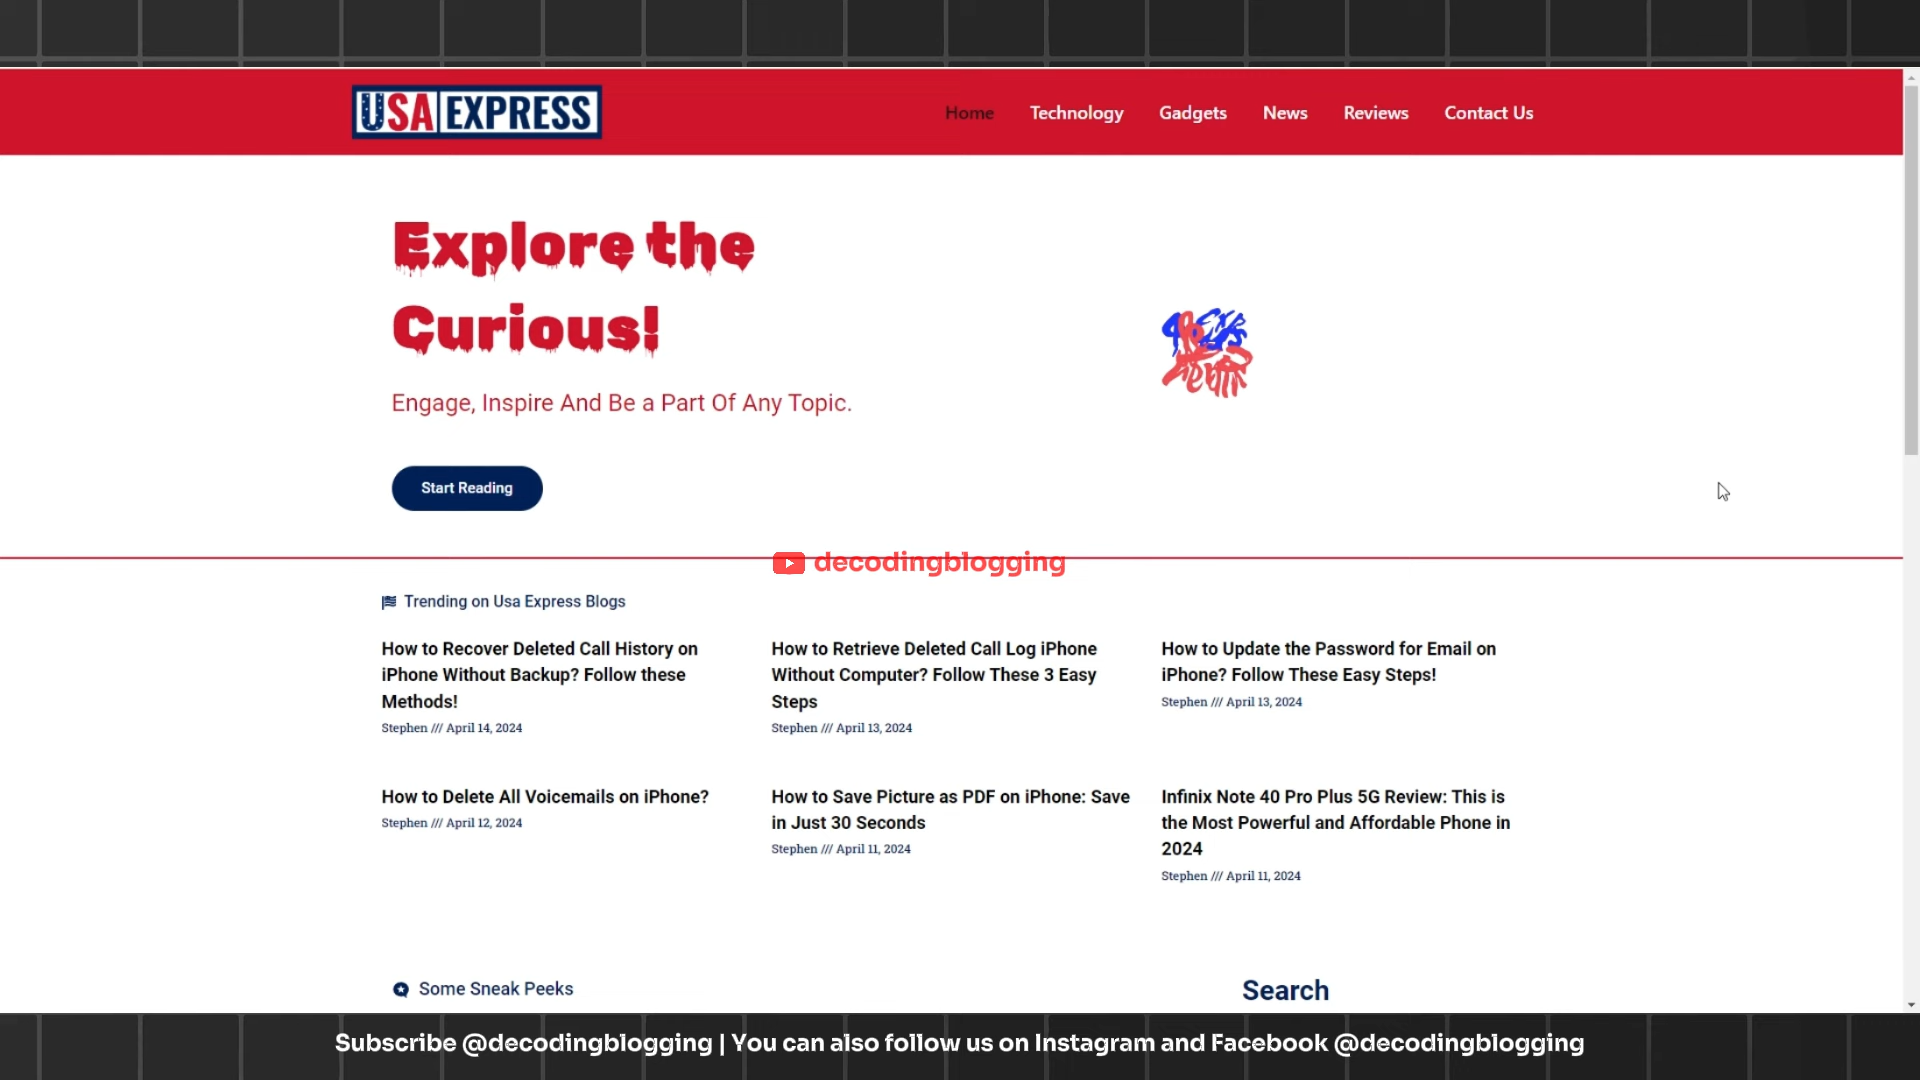 USA EXPRESS
Home Technology Gadgets News Reviews Contact Us
Explore the
Curious!
Engage, Inspire And Be a Part Of Any Topic.
Start Reading
decodingblogging
Trending on Usa Express Blogs
How to Recover Deleted Call History on
iPhone Without Backup? Follow these
Methods!
Stephen /// April 14, 2024
How to Retrieve Deleted Call Log iPhone
Without Computer? Follow These 3 Easy
Steps
Stephen /// April 13, 2024
How to Update the Password for Email on
iPhone? Follow These Easy Steps!
Stephen /// April 13, 2024
How to Delete All Voicemails on iPhone?
Stephen /// April 12, 2024
How to Save Picture as PDF on iPhone: Save
in Just 30 Seconds
Stephen /// April 11, 2024
Infinix Note 40 Pro Plus 5G Review: This is
the Most Powerful and Affordable Phone in
2024
Stephen /// April 11, 2024
Some Sneak Peeks
Search
Subscribe @decodingblogging | You can also follow us on Instagram and Facebook @decodingblogging